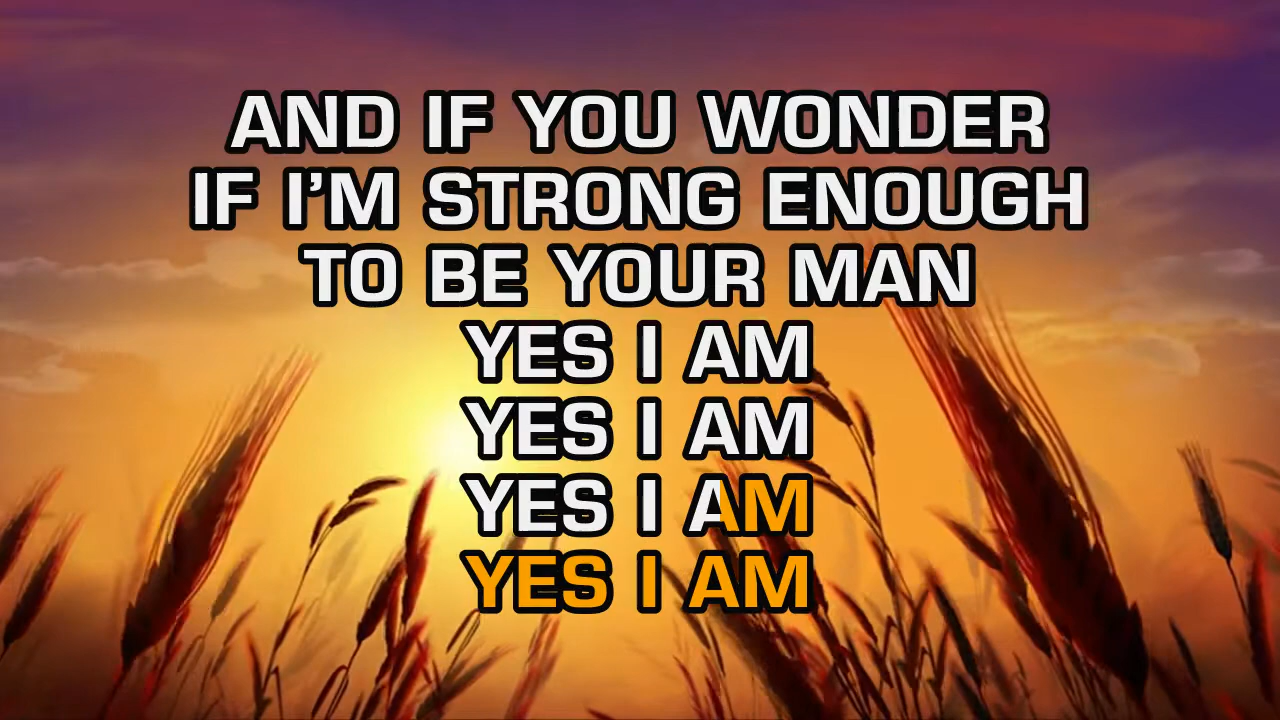 AND IF YOU WONDER
IF I'M STRONG ENOUGH
TO BE YOUR MAN
YES I AM
YES I AM
YES I AM
YES I AM